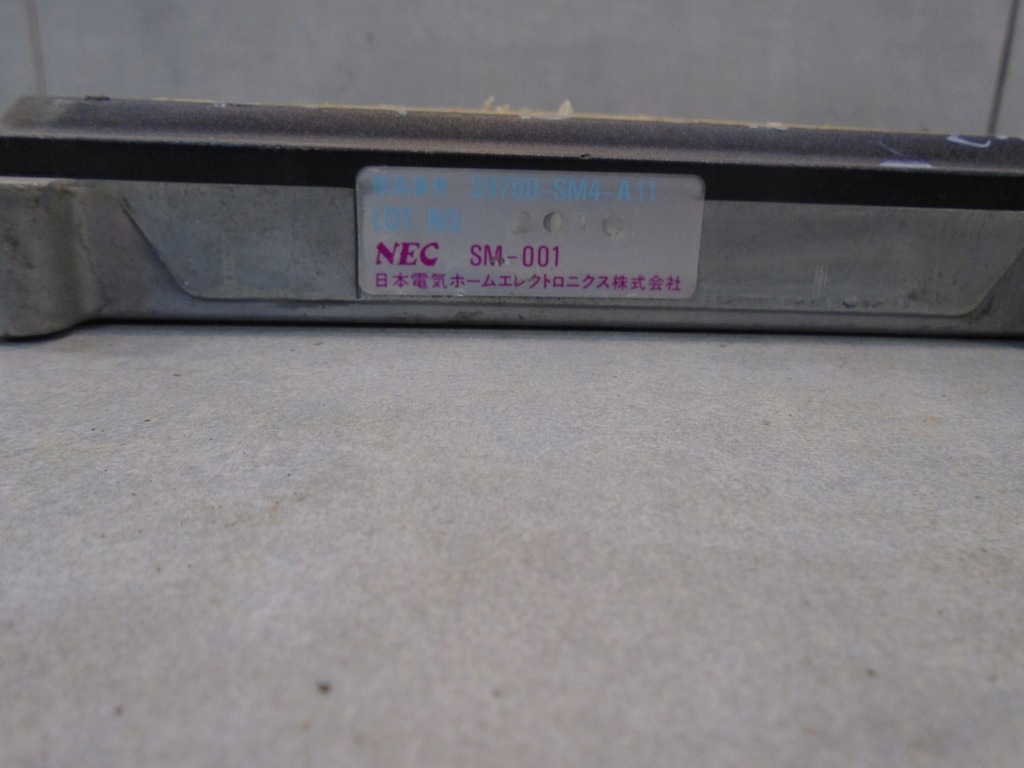 部品番号 39790-SM4-A11
LOT NO 2010
NEC SM-001
日本電気ホームエレクトロニクス株式会社